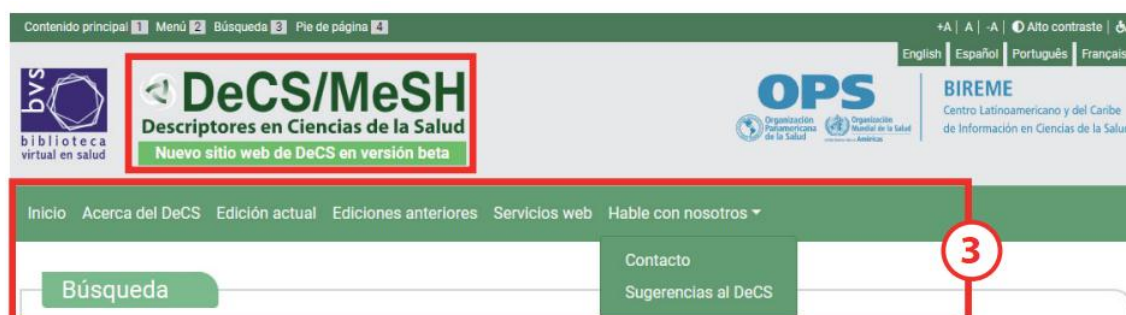 Contenido principal 1 Menú 2 Búsqueda 3 Pie de página 4
+A | A | -A | Alto contraste |
English Español Português Français
bvs
biblioteca
virtual en salud
DeCS/MeSH
Descriptores en Ciencias de la Salud
Nuevo sitio web de DeCS en versión beta
OPS
Organización
Panamericana
de la Salud
Organización
Mundial de la Salud
BIREME
Centro Latinoamericano y del Caribe
de Información en Ciencias de la Salud
Inicio Acerca del DeCS Edición actual Ediciones anteriores Servicios web Hable con nosotros
Contacto
Sugerencias al DeCS
3
Búsqueda